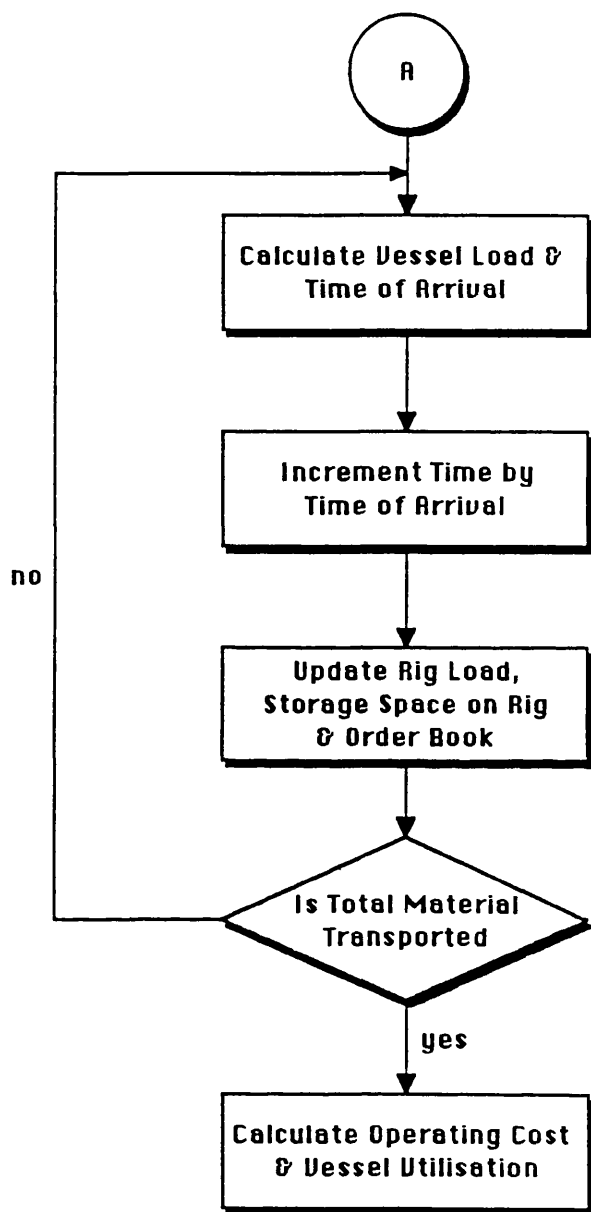 A
Calculate Vessel Load &
Time of Arrival
Increment Time by
Time of Arrival
no
Update Rig Load,
Storage Space on Rig
& Order Book
Is Total Material
Transported
yes
Calculate Operating Cost
& Vessel Utilisation